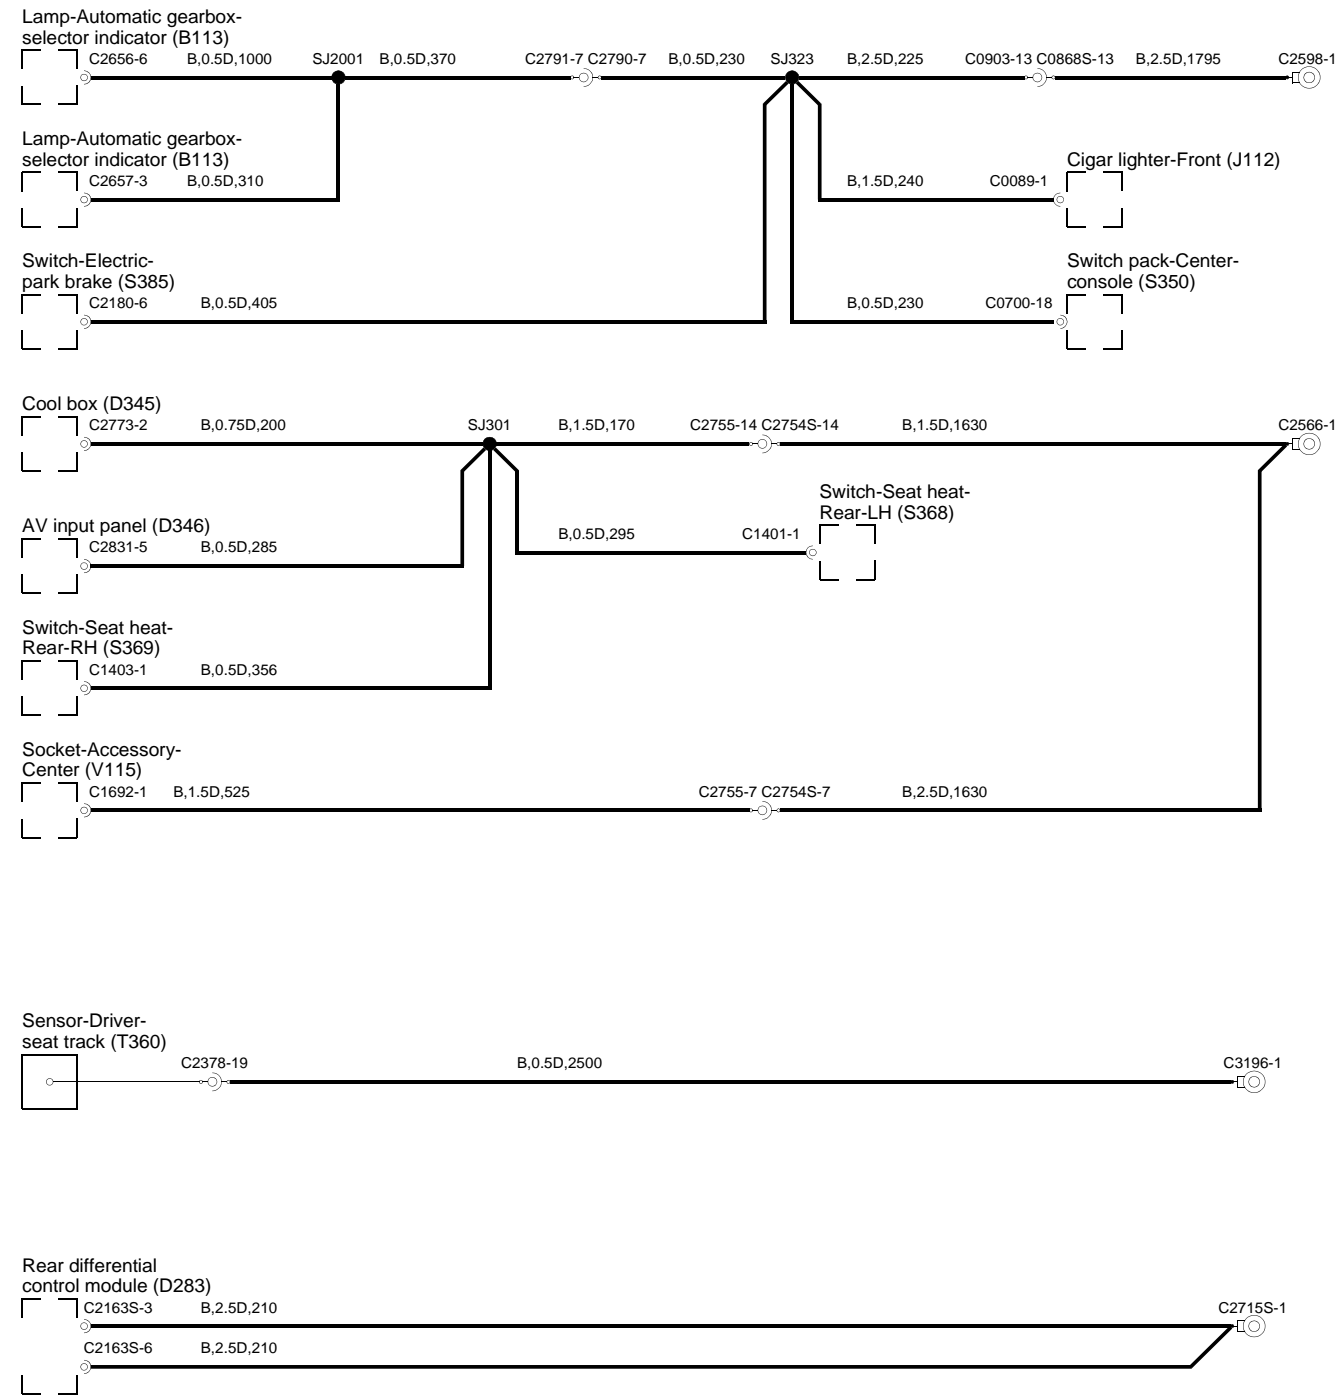 Lamp-Automatic gearbox-
selector indicator (B113)
C2656-6 B,0.5D,1000 SJ2001 B,0.5D,370 C2791-7 C2790-7 B,0.5D,230 SJ323 B,2.5D,225 C0903-13 C0868S-13 B,2.5D,1795 C2598-1
Lamp-Automatic gearbox-
selector indicator (B113)
Cigar lighter-Front (J112)
C2657-3 B,0.5D,310 B,1.5D,240 C0089-1
Switch-Electric-
park brake (S385)
Switch pack-Center-
console (S350)
C2180-6 B,0.5D,405 B,0.5D,230 C0700-18
Cool box (D345)
C2773-2 B,0.75D,200 SJ301 B,1.5D,170 C2755-14 C2754S-14 B,1.5D,1630 C2566-1
Switch-Seat heat-
Rear-LH (S368)
AV input panel (D346)
B,0.5D,295 C1401-1
C2831-5 B,0.5D,285
Switch-Seat heat-
Rear-RH (S369)
C1403-1 B,0.5D,356
Socket-Accessory-
Center (V115)
C1692-1 B,1.5D,525 C2755-7 C2754S-7 B,2.5D,1630
Sensor-Driver-
seat track (T360)
C2378-19 B,0.5D,2500 C3196-1
Rear differential
control module (D283)
C2163S-3 B,2.5D,210 C2715S-1
C2163S-6 B,2.5D,210